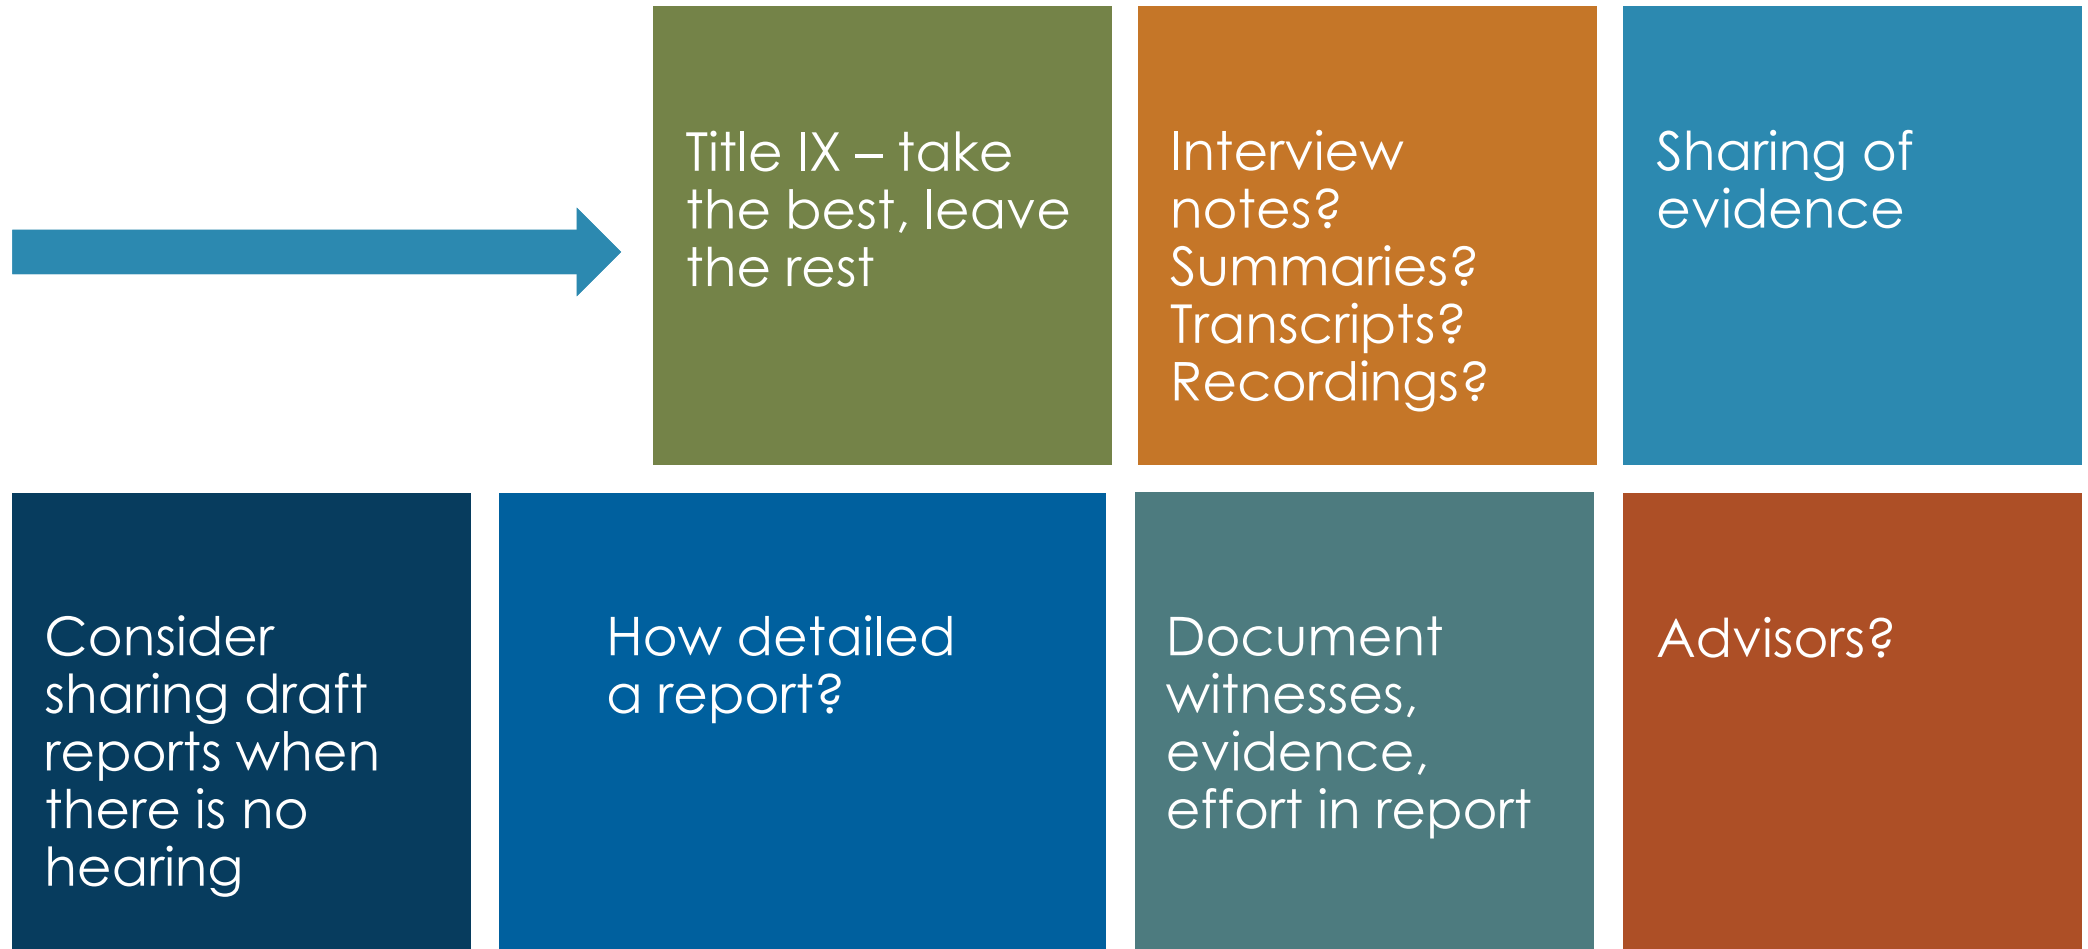 Title IX – take
the best, leave
the rest
Interview
notes?
Summaries?
Transcripts?
Recordings?
Sharing of
evidence
Consider
sharing draft
reports when
there is no
hearing
How detailed
a report?
Document
witnesses,
evidence,
effort in report
Advisors?